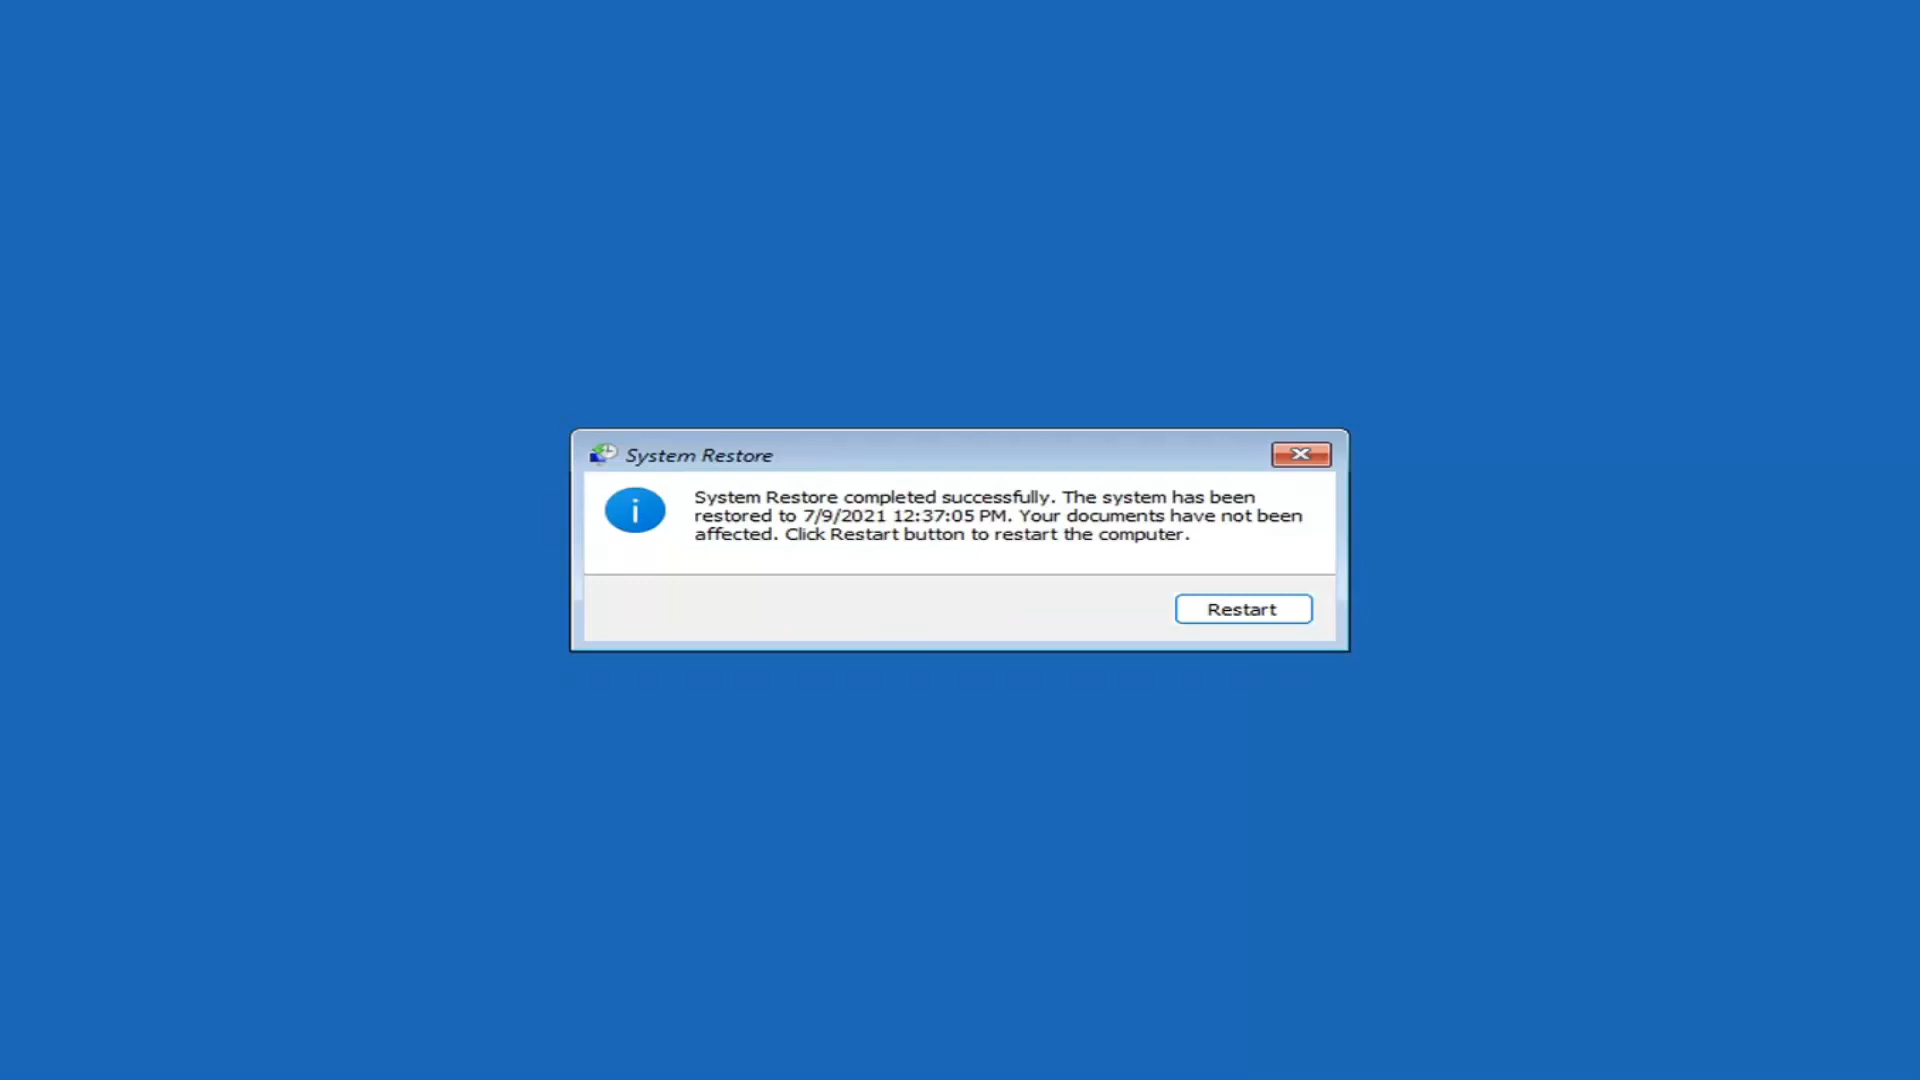 System Restore
System Restore completed successfully. The system has been
restored to 7/9/2021 12:37:05 PM. Your documents have not been
affected. Click Restart button to restart the computer.
Restart